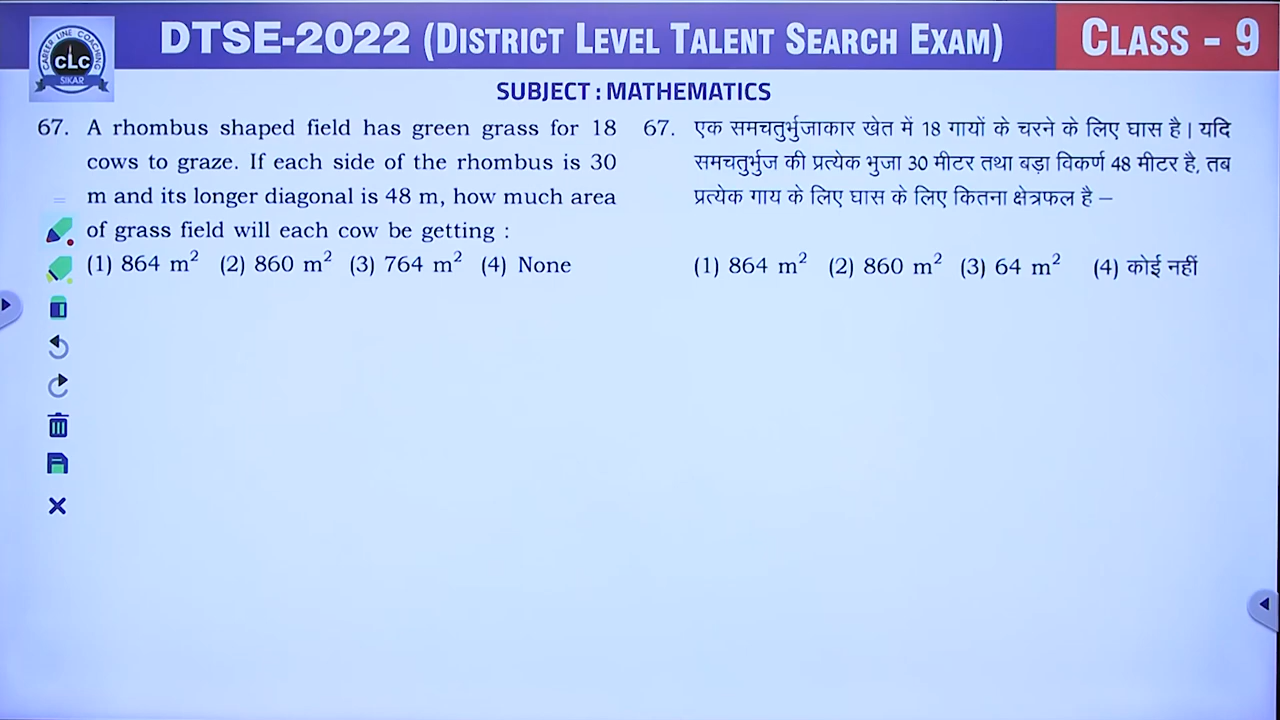 DTSE-2022 (DISTRICT LEVEL TALENT SEARCH EXAM)
CLASS - 9
CAREER LINE COACHING
CLC
SIKAR
SUBJECT : MATHEMATICS
67. A rhombus shaped field has green grass for 18
cows to graze. If each side of the rhombus is 30
m and its longer diagonal is 48 m, how much area
of grass field will each cow be getting :
(1) 864 m² (2) 860 m² (3) 764 m² (4) None
67. एक समचतुर्भुजाकार खेत में 18 गायों के चरने के लिए घास है। यदि
समचतुर्भुज की प्रत्येक भुजा 30 मीटर तथा बड़ा विकर्ण 48 मीटर है, तब
प्रत्येक गाय के लिए घास के लिए कितना क्षेत्रफल है –
(1) 864 m² (2) 860 m² (3) 64 m² (4) कोई नहीं